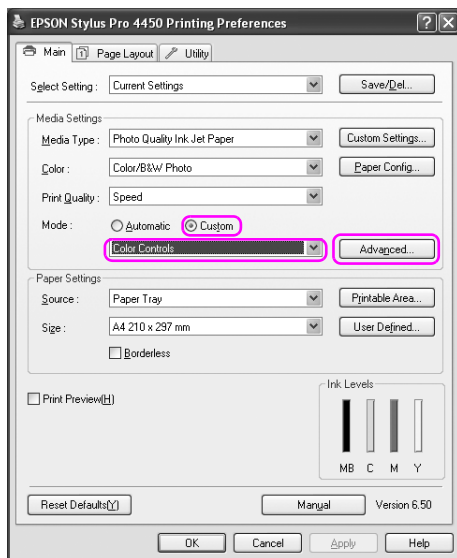 EPSON Stylus Pro 4450 Printing Preferences
Main Page Layout Utility
Select Setting : Current Settings Save/Del...
Media Settings
Media Type : Photo Quality Ink Jet Paper Custom Settings...
Color : Color/B&W Photo Paper Config...
Print Quality : Speed
Mode : Automatic Custom
Color Controls Advanced...
Paper Settings
Source : Paper Tray Printable Area...
Size : A4 210 x 297 mm User Defined...
Borderless
Print Preview(H) Ink Levels
MB C M Y
Reset Defaults(Y) Manual Version 6.50
OK Cancel Apply Help